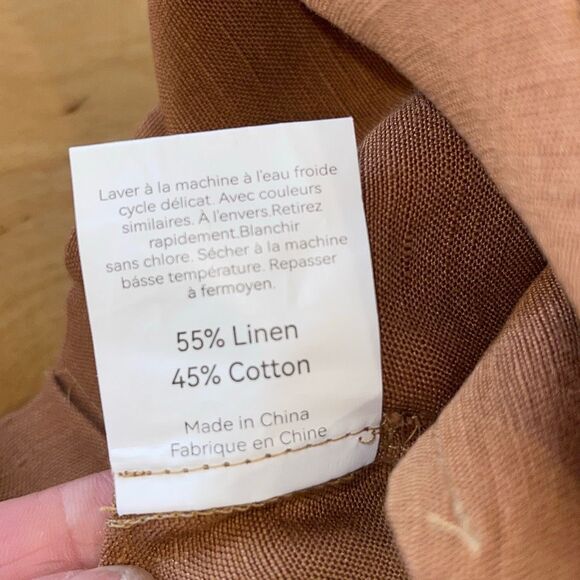 Laver à la machine à l'eau froide
cycle délicat. Avec couleurs
similaires. À l'envers.Retirez
rapidement.Blanchir
sans chlore. Sécher à la machine
bâsse température. Repasser
à fermoyen.
55% Linen
45% Cotton
Made in China
Fabrique en Chine